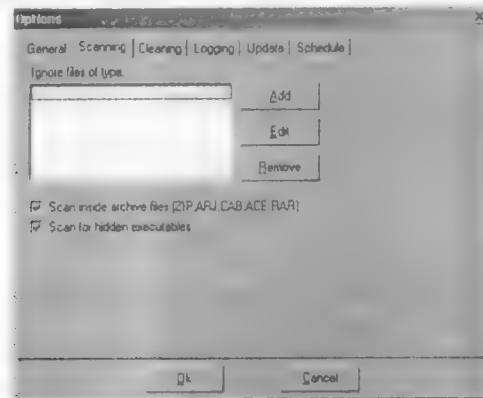 Options
General Scanning Cleaning Logging Update Schedule
Ignore files of type.
Add
Edit
Remove
Scan inside archive files (ZIP,ARJ,CAB,ACE,RAR)
Scan for hidden executables
Ok Cancel